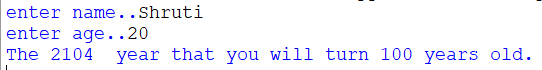 enter name..Shruti
enter age..20
The 2104  year that you will turn 100 years old.